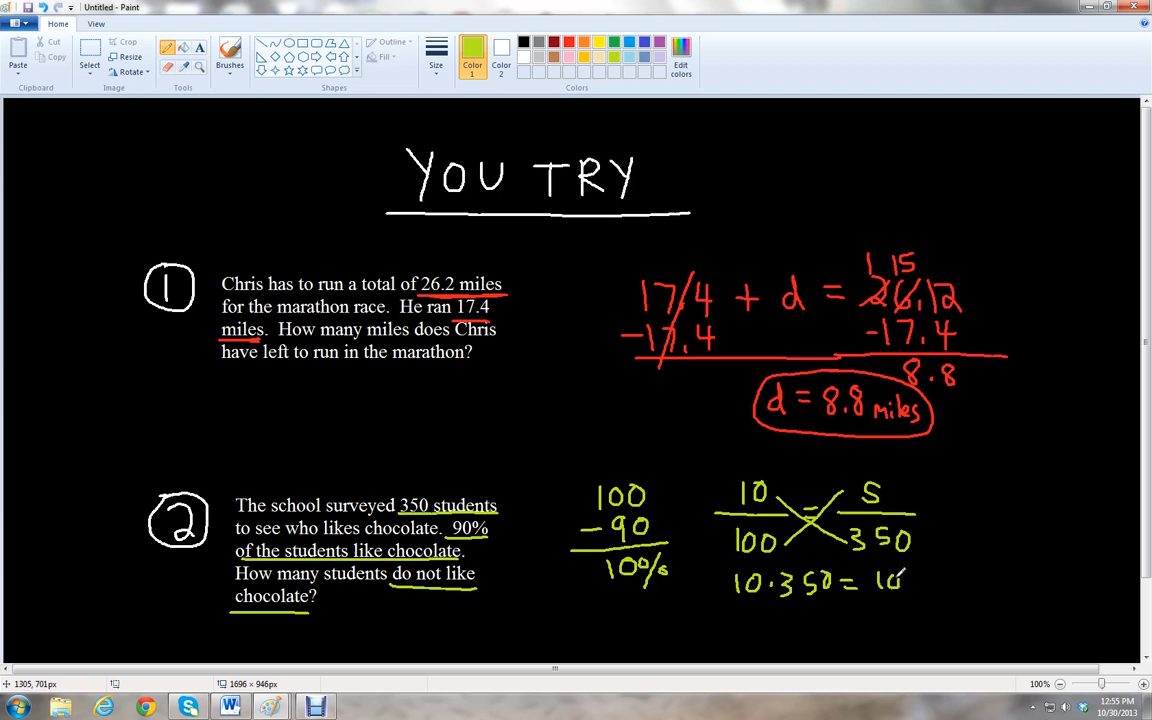 Untitled - Paint
Home View
Paste
Cut
Copy
Clipboard
Select
Crop
Resize
Rotate
Image
A
Tools
Brushes
Outline
Fill
Shapes
Size
Color 1
Color 2
Edit colors
Colors
YOU TRY
1
Chris has to run a total of 26.2 miles
for the marathon race. He ran 17.4
miles. How many miles does Chris
have left to run in the marathon?
1 15
17.4 + d = 26.12
-17.4 -17.4
8.8
d = 8.8 miles
2
The school surveyed 350 students
to see who likes chocolate. 90%
of the students like chocolate.
How many students do not like
chocolate?
100
- 90
10%
10 = S
100 350
10·350 = 10
1305, 701px
1696 × 946px
100%
W
12:55 PM
10/30/2013